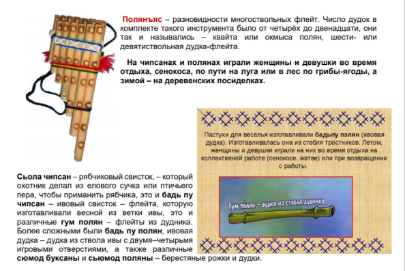 Полянъяс – разновидности многоствольных флейт. Число дудок в
комплекте такого инструмента было от четырёх до двенадцати, они
так и назывались – квайта или окмыса полян, шести- или
девятиствольная дудка-флейта.
На чипсанах и полянах играли женщины и девушки во время
отдыха, сенокоса, по пути на луга или в лес по грибы-ягоды, а
зимой – на деревенских посиделках.
Пастухи для веселья изготавливали бадьпу полян (ивовая
дудка). Изготавливалась она из стебля тростников. Летом,
женщины и девушки играли на них во время отдыха на
коллективной работе (сенокосе, жатве) или при возвращении
с работы.
Гум полян – дудка из стебля дудника.
Сьола чипсан – рябчиковый свисток, – который
охотник делал из елового сучка или птичьего
пера, чтобы приманить рябчика, это и бадь пу
чипсан – ивовый свисток – флейта, которую
изготавливали весной из ветки ивы, это и
различные гум полян – флейты из дудника.
Более сложными были бадь пу полян, ивовая
дудка – дудка из ствола ивы с двумя–четырьмя
игровыми отверстиями, а также различные
сюмод буксаны и сьюмод поляны – берестяные рожки и дудки.